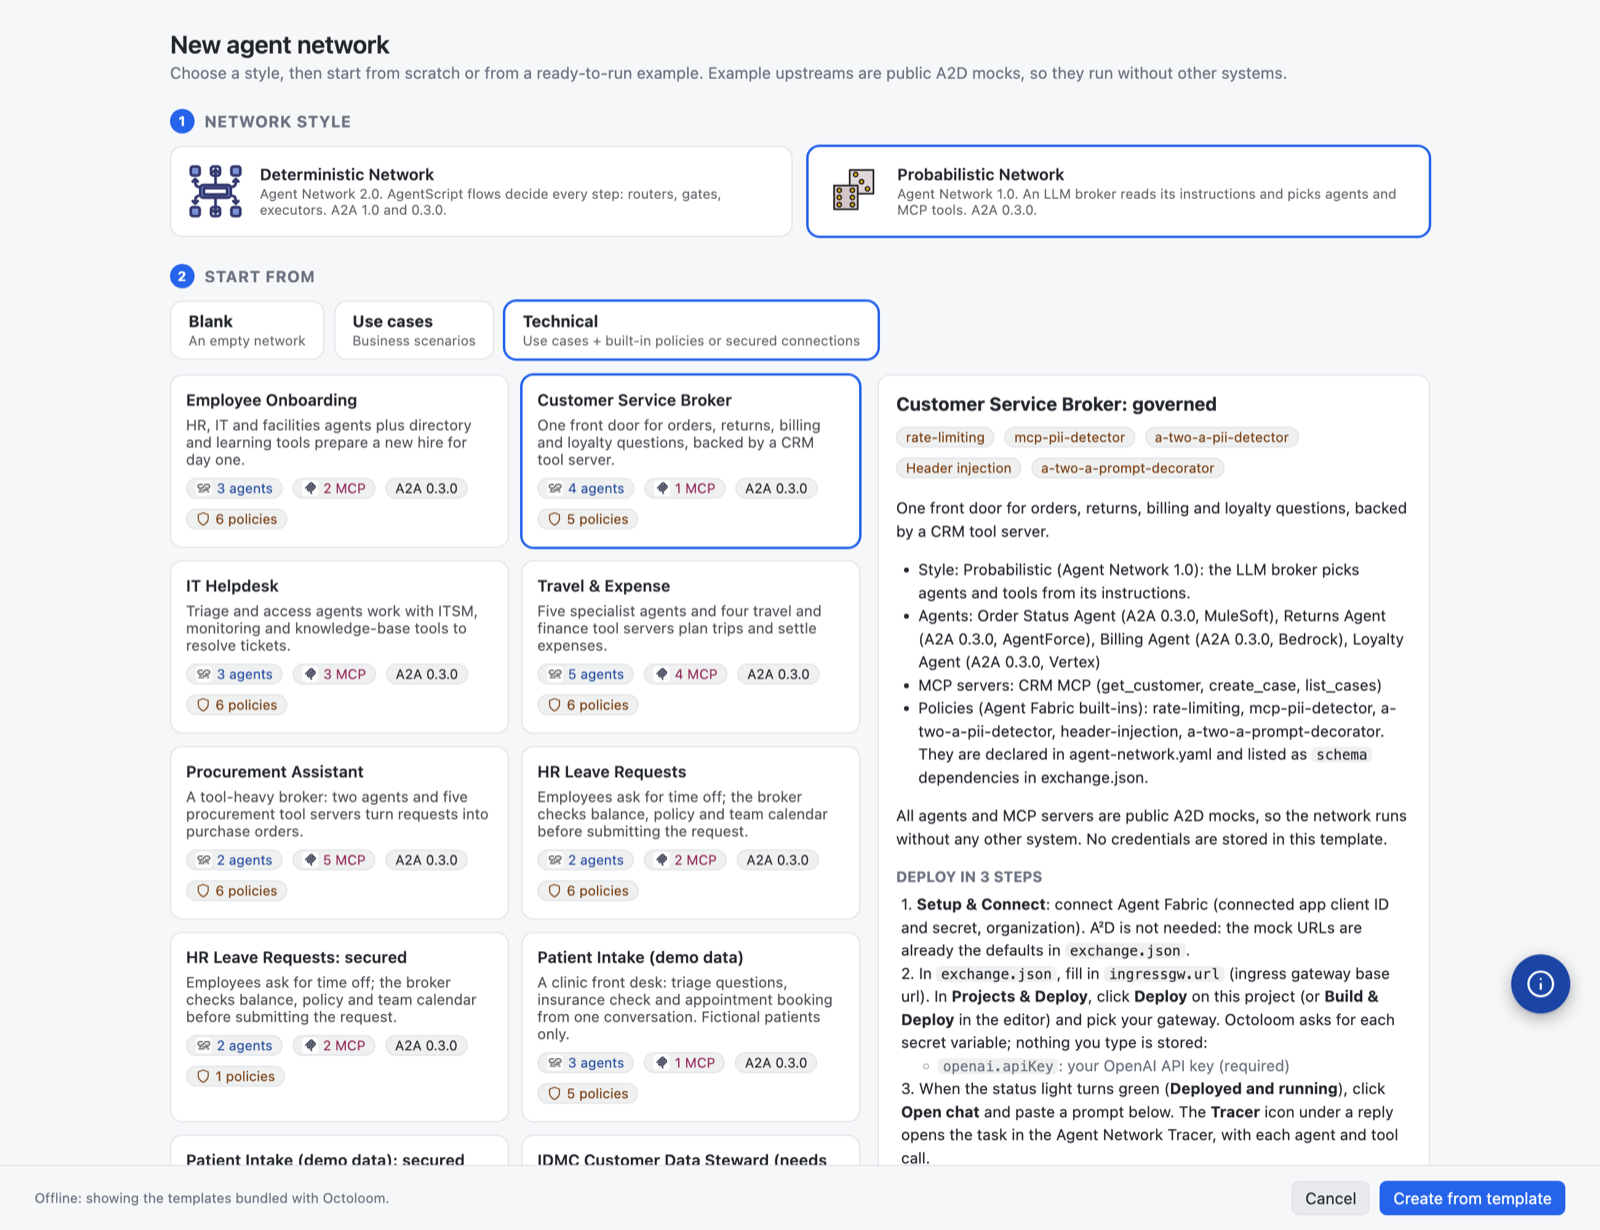 New agent network
Choose a style, then start from scratch or from a ready-to-run example. Example upstreams are public A2D mocks, so they run without other systems.
1 NETWORK STYLE
Deterministic Network
Agent Network 2.0. AgentScript flows decide every step: routers, gates,
executors. A2A 1.0 and 0.3.0.
Probabilistic Network
Agent Network 1.0. An LLM broker reads its instructions and picks agents and
MCP tools. A2A 0.3.0.
2 START FROM
Blank
An empty network
Use cases
Business scenarios
Technical
Use cases + built-in policies or secured connections
Employee Onboarding
HR, IT and facilities agents plus directory
and learning tools prepare a new hire for
day one.
3 agents 2 MCP A2A 0.3.0
6 policies
Customer Service Broker
One front door for orders, returns, billing
and loyalty questions, backed by a CRM
tool server.
4 agents 1 MCP A2A 0.3.0
5 policies
IT Helpdesk
Triage and access agents work with ITSM,
monitoring and knowledge-base tools to
resolve tickets.
3 agents 3 MCP A2A 0.3.0
6 policies
Travel & Expense
Five specialist agents and four travel and
finance tool servers plan trips and settle
expenses.
5 agents 4 MCP A2A 0.3.0
6 policies
Procurement Assistant
A tool-heavy broker: two agents and five
procurement tool servers turn requests into
purchase orders.
2 agents 5 MCP A2A 0.3.0
6 policies
HR Leave Requests
Employees ask for time off; the broker
checks balance, policy and team calendar
before submitting the request.
2 agents 2 MCP A2A 0.3.0
6 policies
HR Leave Requests: secured
Employees ask for time off; the broker
checks balance, policy and team calendar
before submitting the request.
2 agents 2 MCP A2A 0.3.0
1 policies
Patient Intake (demo data)
A clinic front desk: triage questions,
insurance check and appointment booking
from one conversation. Fictional patients
only.
3 agents 1 MCP A2A 0.3.0
5 policies
Patient Intake (demo data): secured
IDMC Customer Data Steward (needs
Customer Service Broker: governed
rate-limiting mcp-pii-detector a-two-a-pii-detector
Header injection a-two-a-prompt-decorator
One front door for orders, returns, billing and loyalty questions, backed
by a CRM tool server.
• Style: Probabilistic (Agent Network 1.0): the LLM broker picks
agents and tools from its instructions.
• Agents: Order Status Agent (A2A 0.3.0, MuleSoft), Returns Agent
(A2A 0.3.0, AgentForce), Billing Agent (A2A 0.3.0, Bedrock), Loyalty
Agent (A2A 0.3.0, Vertex)
• MCP servers: CRM MCP (get_customer, create_case, list_cases)
• Policies (Agent Fabric built-ins): rate-limiting, mcp-pii-detector, a-
two-a-pii-detector, header-injection, a-two-a-prompt-decorator.
They are declared in agent-network.yaml and listed as schema
dependencies in exchange.json.
All agents and MCP servers are public A2D mocks, so the network runs
without any other system. No credentials are stored in this template.
DEPLOY IN 3 STEPS
1. Setup & Connect: connect Agent Fabric (connected app client ID
and secret, organization). A²D is not needed: the mock URLs are
already the defaults in exchange.json.
2. In exchange.json, fill in ingressgw.url (ingress gateway base
url). In Projects & Deploy, click Deploy on this project (or Build &
Deploy in the editor) and pick your gateway. Octoloom asks for each
secret variable; nothing you type is stored:
◦ openai.apiKey: your OpenAI API key (required)
3. When the status light turns green (Deployed and running), click
Open chat and paste a prompt below. The Tracer icon under a reply
opens the task in the Agent Network Tracer, with each agent and tool
call.
Offline: showing the templates bundled with Octoloom.
Cancel
Create from template